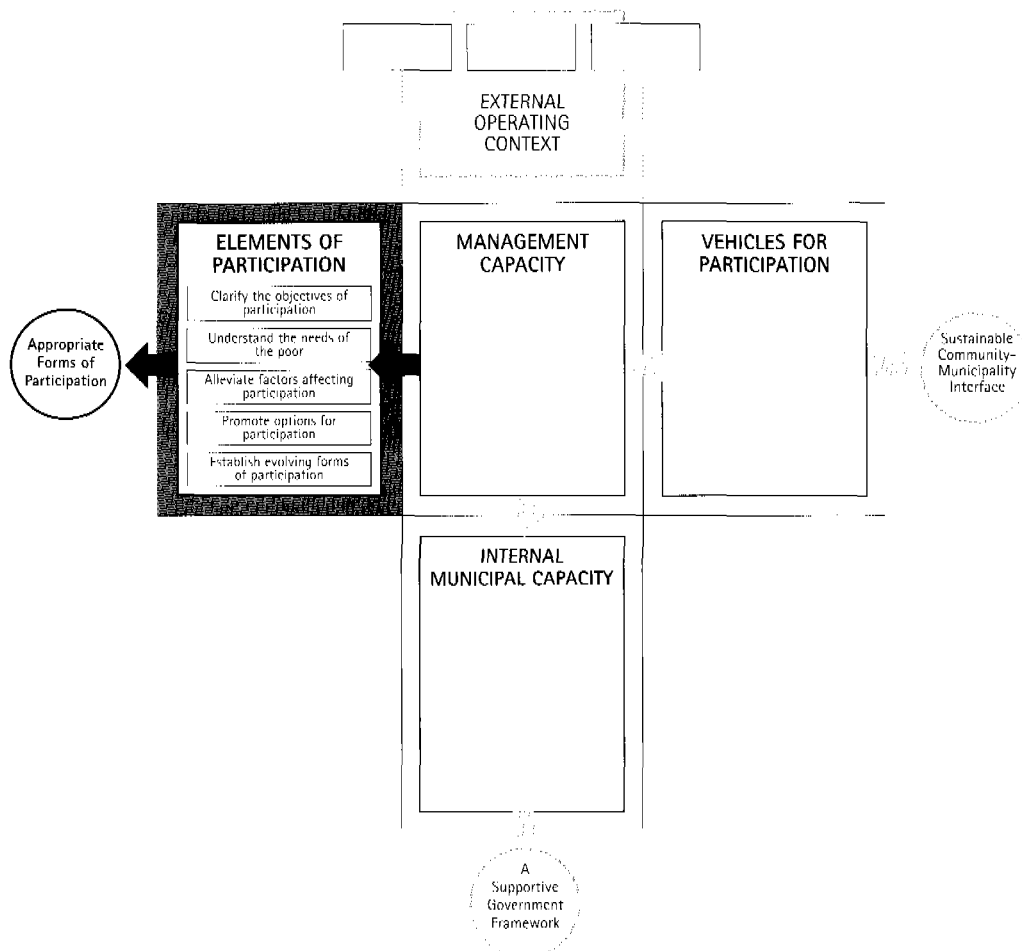 EXTERNAL
OPERATING
CONTEXT
ELEMENTS OF
PARTICIPATION
Clarify the objectives of
participation
Understand the needs of
the poor
Alleviate factors affecting
participation
Promote options for
participation
Establish evolving forms
of participation
MANAGEMENT
CAPACITY
VEHICLES FOR
PARTICIPATION
Appropriate
Forms of
Participation
Sustainable
Community-
Municipality
Interface
INTERNAL
MUNICIPAL CAPACITY
A
Supportive
Government
Framework